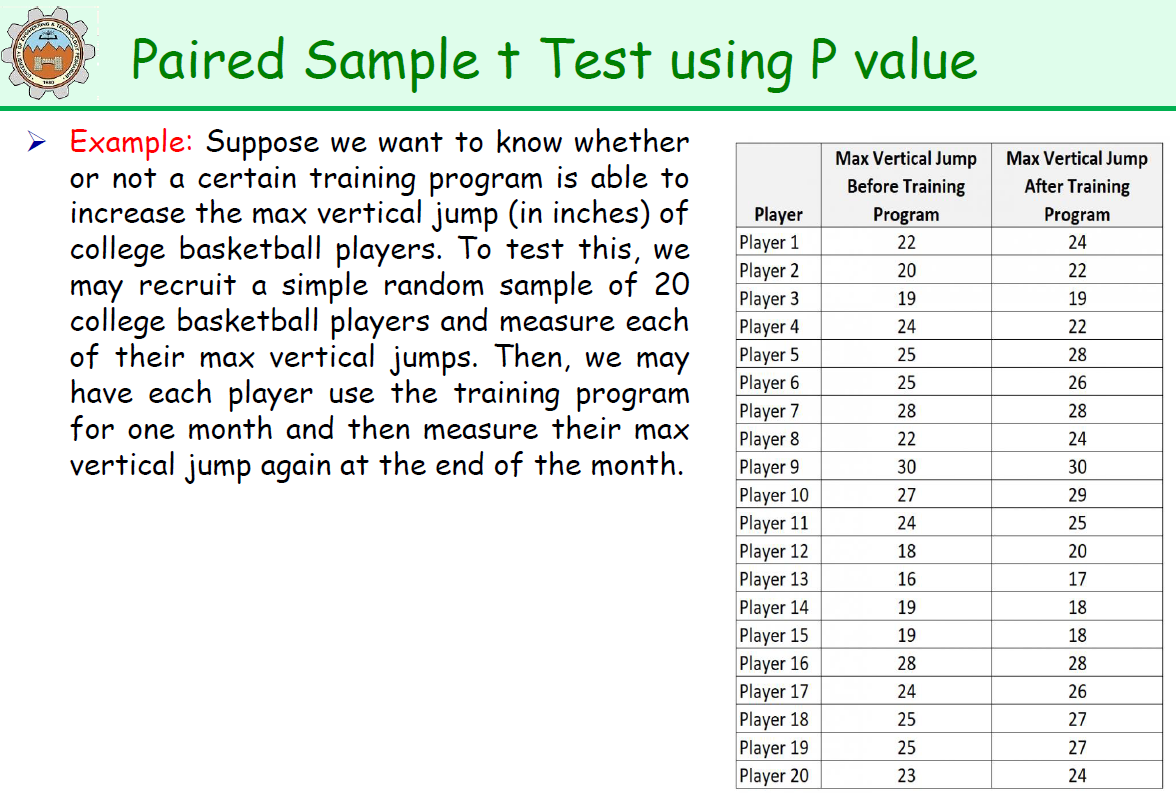 Paired Sample t Test using P value
Example: Suppose we want to know whether
or not a certain training program is able to
increase the max vertical jump (in inches) of
college basketball players. To test this, we
may recruit a simple random sample of 20
college basketball players and measure each
of their max vertical jumps. Then, we may
have each player use the training program
for one month and then measure their max
vertical jump again at the end of the month.
Max Vertical Jump Max Vertical Jump
Before Training After Training
Player Program Program
Player 1 22 24
Player 2 20 22
Player 3 19 19
Player 4 24 22
Player 5 25 28
Player 6 25 26
Player 7 28 28
Player 8 22 24
Player 9 30 30
Player 10 27 29
Player 11 24 25
Player 12 18 20
Player 13 16 17
Player 14 19 18
Player 15 19 18
Player 16 28 28
Player 17 24 26
Player 18 25 27
Player 19 25 27
Player 20 23 24